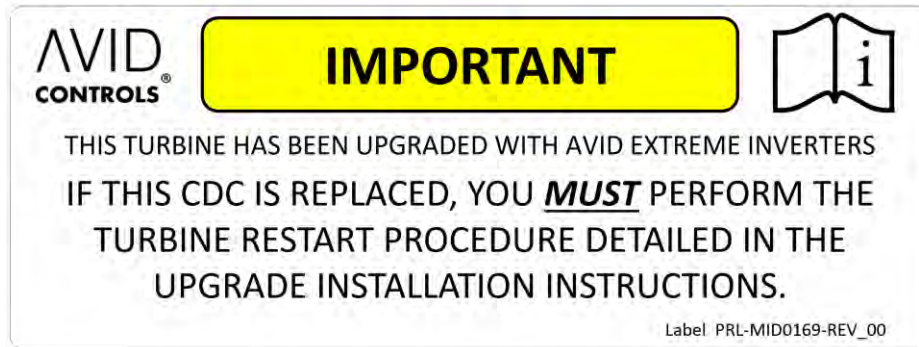 AVID
CONTROLS®
IMPORTANT
i
THIS TURBINE HAS BEEN UPGRADED WITH AVID EXTREME INVERTERS
IF THIS CDC IS REPLACED, YOU MUST PERFORM THE
TURBINE RESTART PROCEDURE DETAILED IN THE
UPGRADE INSTALLATION INSTRUCTIONS.
Label PRL-MID0169-REV_00